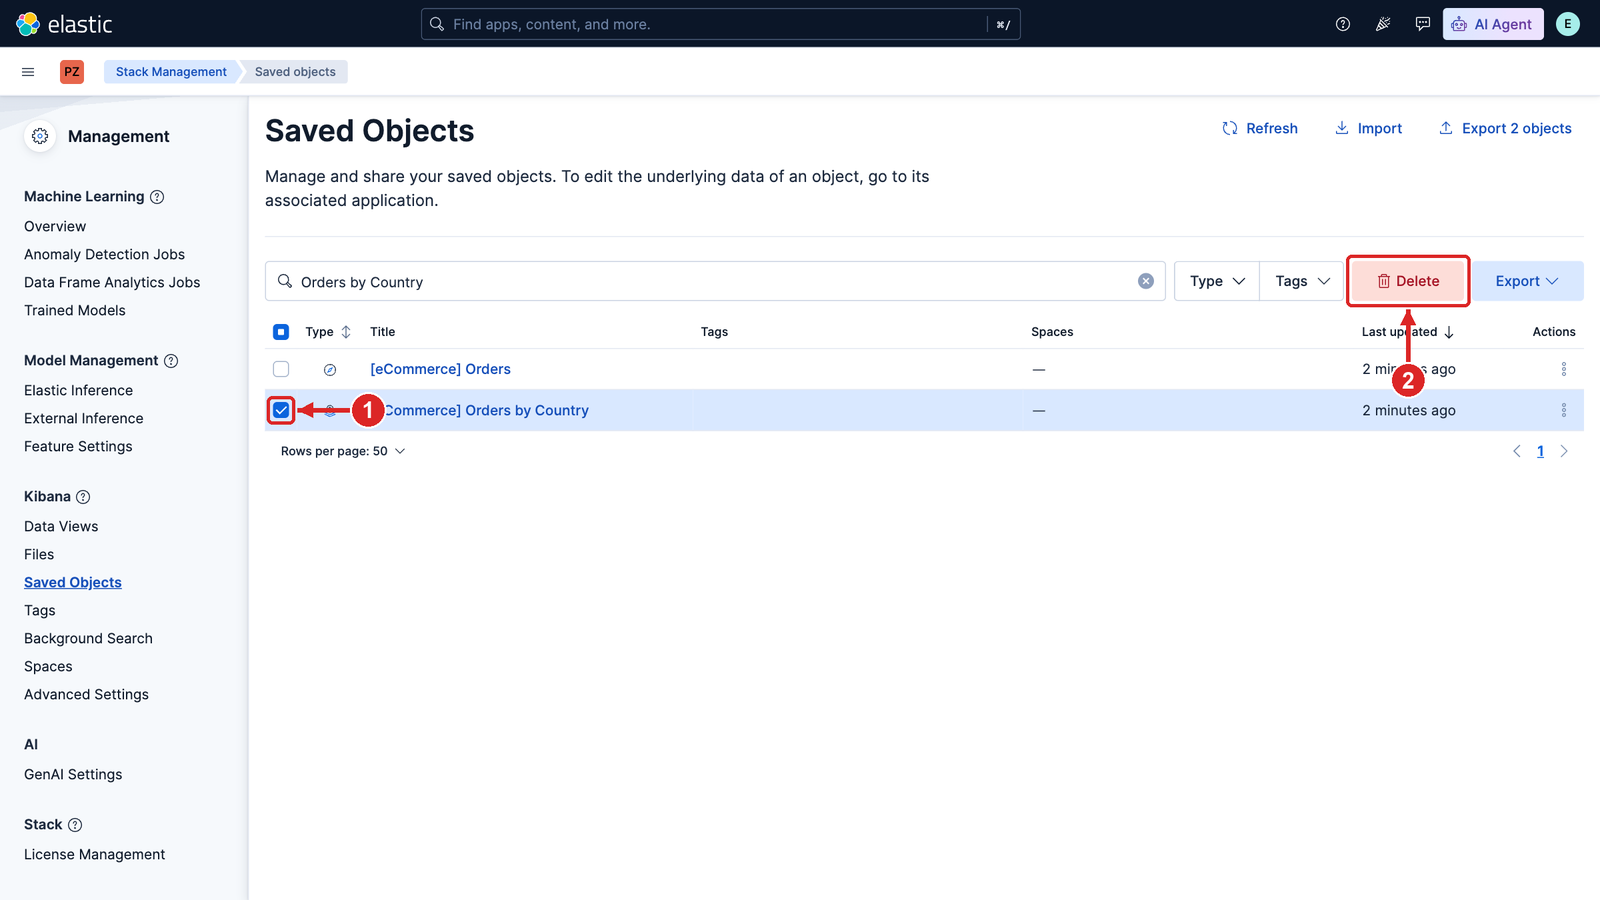 elastic
Find apps, content, and more.
⌘/
AI Agent
E
PZ
Stack Management
Saved objects
Management
Machine Learning
Overview
Anomaly Detection Jobs
Data Frame Analytics Jobs
Trained Models
Model Management
Elastic Inference
External Inference
Feature Settings
Kibana
Data Views
Files
Saved Objects
Tags
Background Search
Spaces
Advanced Settings
AI
GenAI Settings
Stack
License Management
Saved Objects
Refresh
Import
Export 2 objects
Manage and share your saved objects. To edit the underlying data of an object, go to its
associated application.
Orders by Country
Type
Tags
Delete
Export
Type Title Tags Spaces Last updated Actions
[eCommerce] Orders — 2 minutes ago
1 Commerce] Orders by Country — 2 minutes ago
2
Rows per page: 50
1